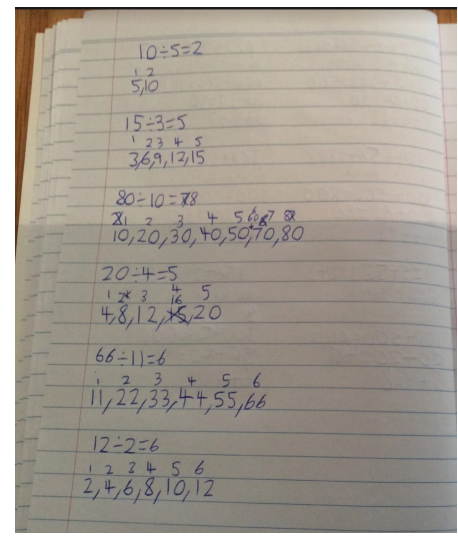 10÷5=2
1 2
5,10
15÷3=5
1 2 3 4 5
3,6,9,12,15
80÷10=8
1 2 3 4 5 6 7 8
10,20,30,40,50,60,70,80
20÷4=5
1 2 3 4 5
4,8,12,16,20
66÷11=6
1 2 3 4 5 6
11,22,33,44,55,66
12÷2=6
1 2 3 4 5 6
2,4,6,8,10,12